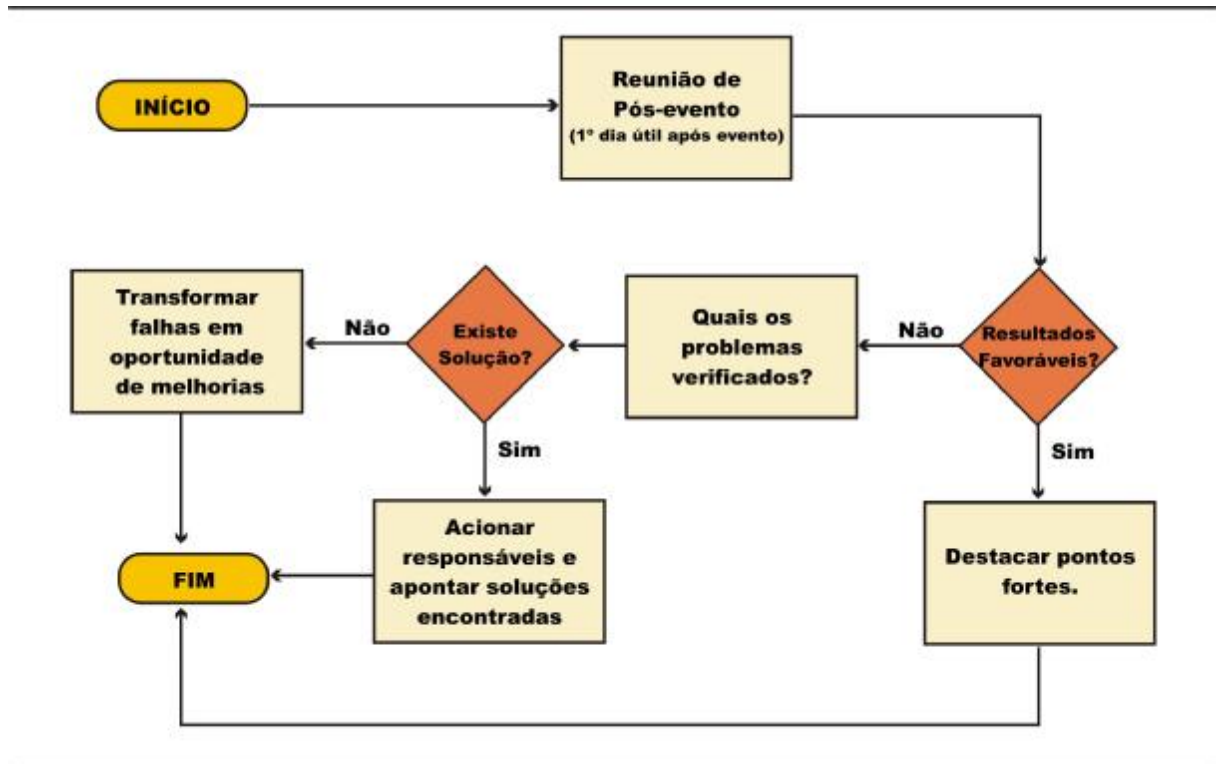 INÍCIO
Reunião de
Pós-evento
(1º dia útil após evento)
Resultados
Favoráveis?
Não
Quais os
problemas
verificados?
Existe
Solução?
Não
Transformar
falhas em
oportunidade
de melhorias
Sim
Acionar
responsáveis e
apontar soluções
encontradas
Sim
Destacar pontos
fortes.
FIM